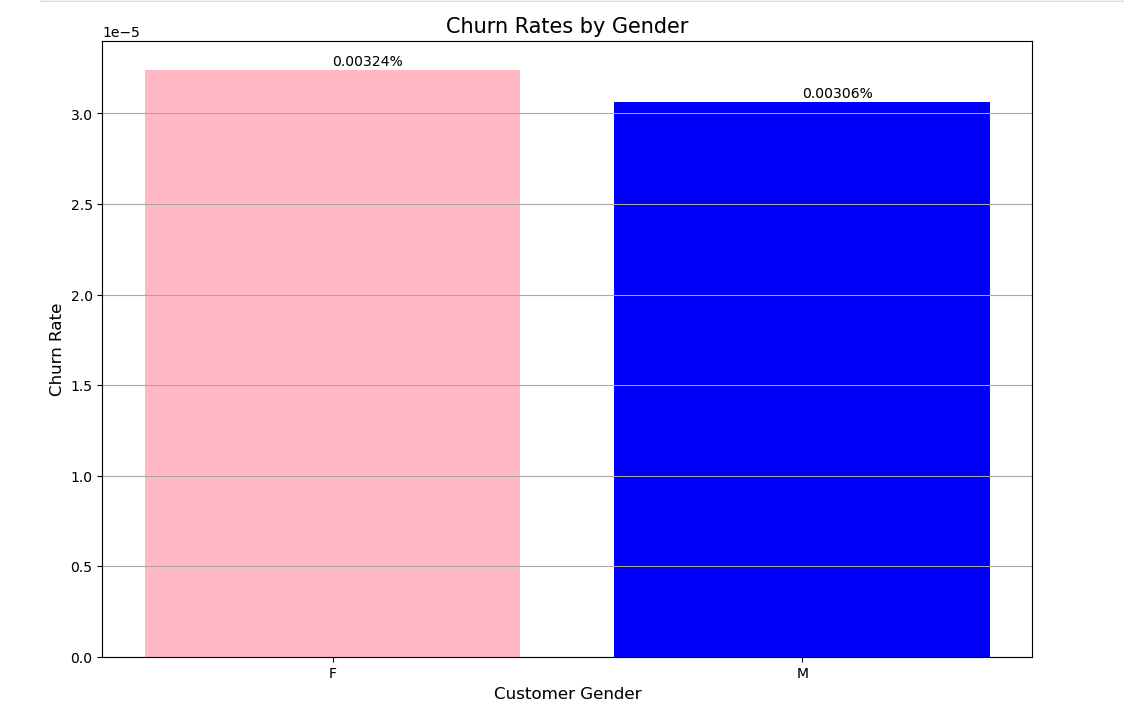 Churn Rates by Gender
1e−5
0.00324%
0.00306%
3.0
2.5
2.0
1.5
1.0
0.5
0.0
Churn Rate
F
M
Customer Gender